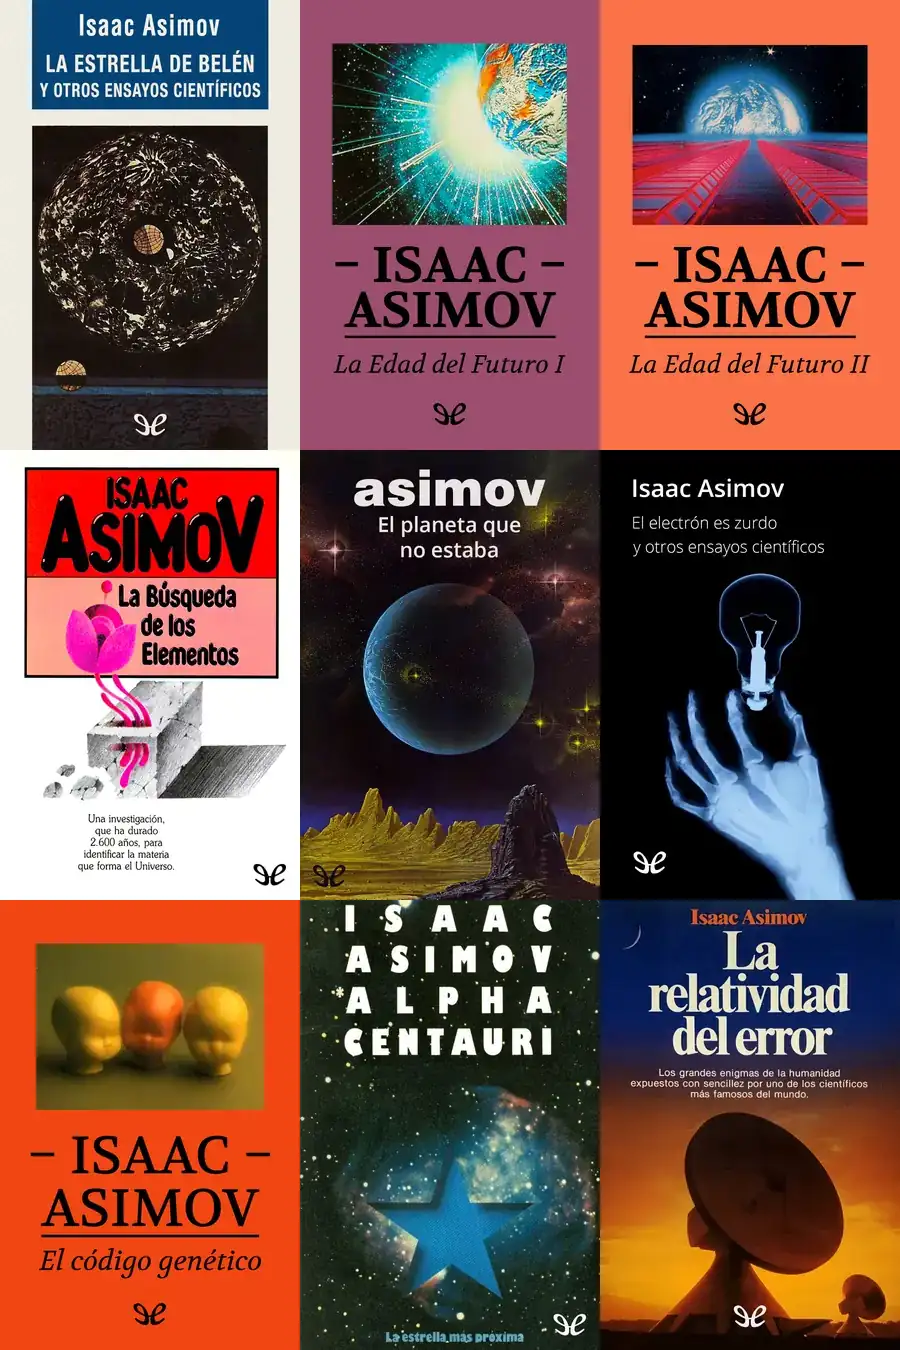 Isaac Asimov
LA ESTRELLA DE BELÉN
Y OTROS ENSAYOS CIENTÍFICOS
– ISAAC –
ASIMOV
La Edad del Futuro I
– ISAAC –
ASIMOV
La Edad del Futuro II
ISAAC
ASIMOV
La Búsqueda
de los
Elementos
Una investigación,
que ha durado
2.600 años, para
identificar la materia
que forma el Universo.
asimov
El planeta que
no estaba
Isaac Asimov
El electrón es zurdo
y otros ensayos científicos
– ISAAC –
ASIMOV
El código genético
ISAAC
ASIMOV
*ALPHA
CENTAURI
La estrella más próxima
Isaac Asimov
La
relatividad
del error
Los grandes enigmas de la humanidad
expuestos con sencillez por uno de los científicos
más famosos del mundo.